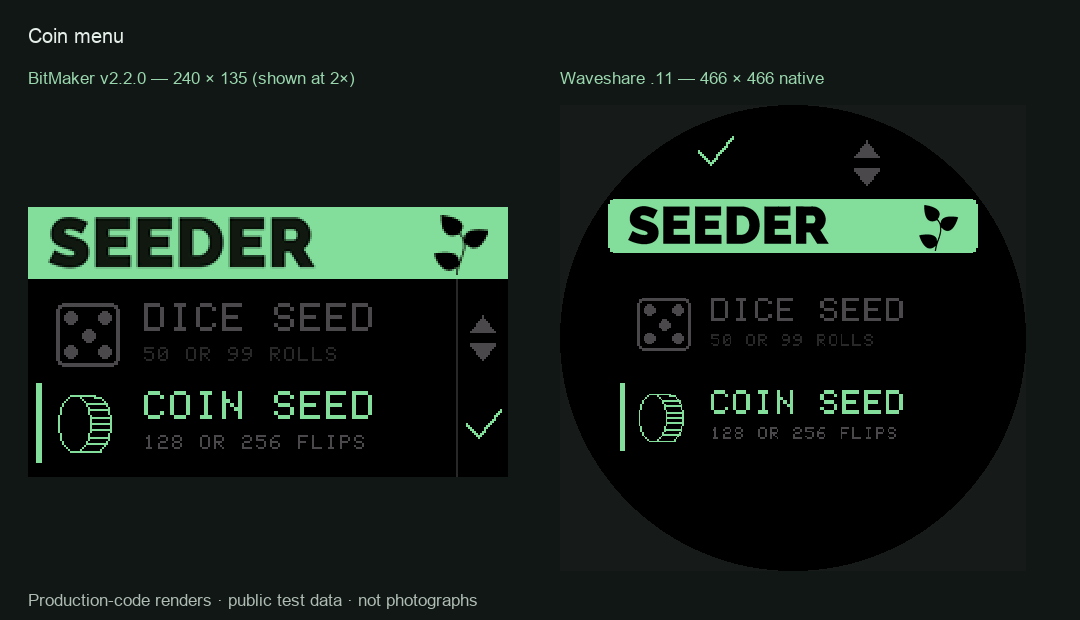 Coin menu
BitMaker v2.2.0 — 240 × 135 (shown at 2×)
SEEDER
DICE SEED
50 OR 99 ROLLS
COIN SEED
128 OR 256 FLIPS
Waveshare .11 — 466 × 466 native
SEEDER
DICE SEED
50 OR 99 ROLLS
COIN SEED
128 OR 256 FLIPS
Production-code renders · public test data · not photographs